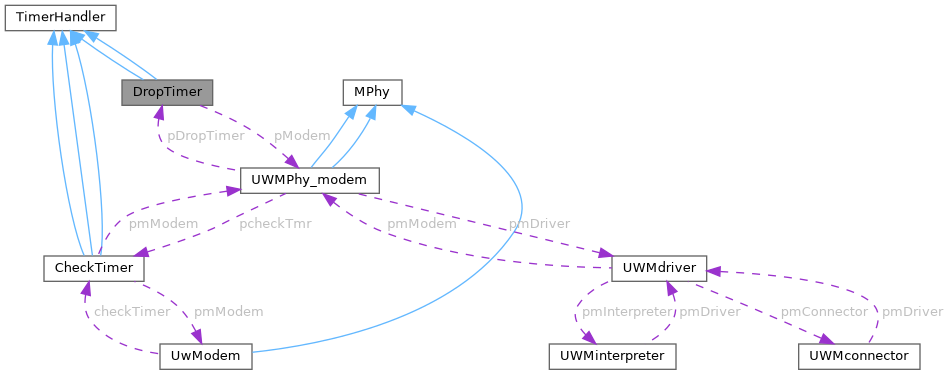 TimerHandler
DropTimer
MPhy
pDropTimer
pModem
UWMPhy_modem
pmModem
pcheckTmr
pmModem
pmDriver
CheckTimer
UWMdriver
checkTimer
pmModem
pmInterpreter
pmDriver
pmConnector
pmDriver
UwModem
UWMinterpreter
UWMconnector